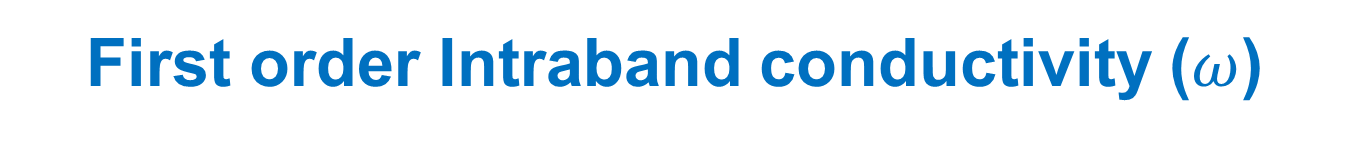 First order Intraband conductivity (ω)